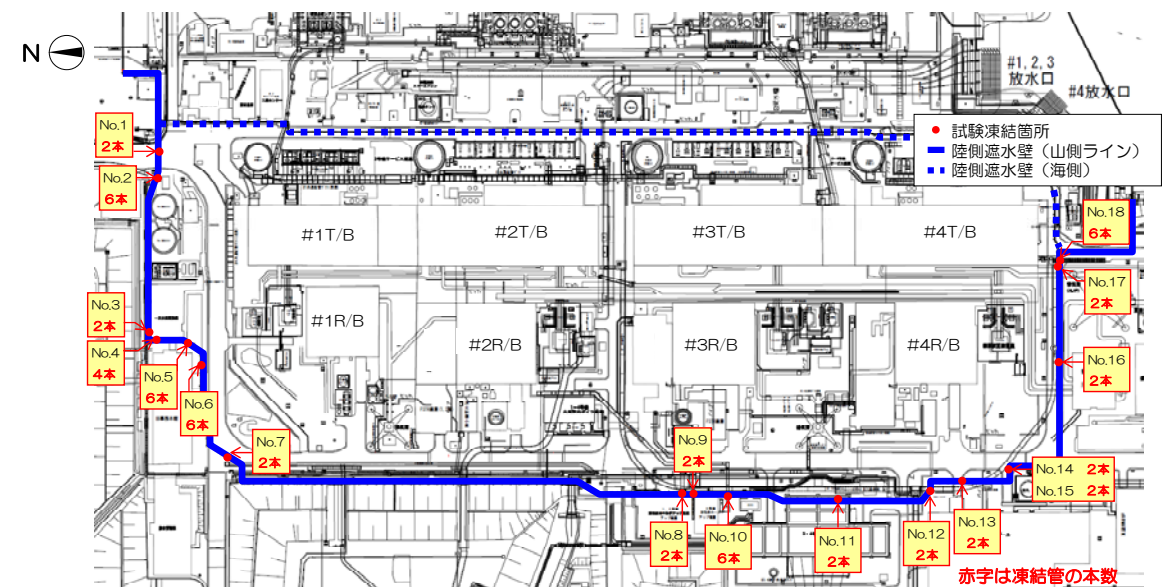 N
#1,2,3
放水口
#4放水口
試験凍結箇所
陸側遮水壁（山側ライン）
陸側遮水壁（海側）
No.1
2本
No.2
6本
No.3
2本
No.4
4本
No.5
6本
No.6
6本
No.7
2本
No.8
2本
No.9
2本
No.10
6本
No.11
2本
No.12
2本
No.13
2本
No.14 2本
No.15 2本
No.16
2本
No.17
2本
No.18
6本
#1T/B
#2T/B
#3T/B
#4T/B
#1R/B
#2R/B
#3R/B
#4R/B
赤字は凍結管の本数